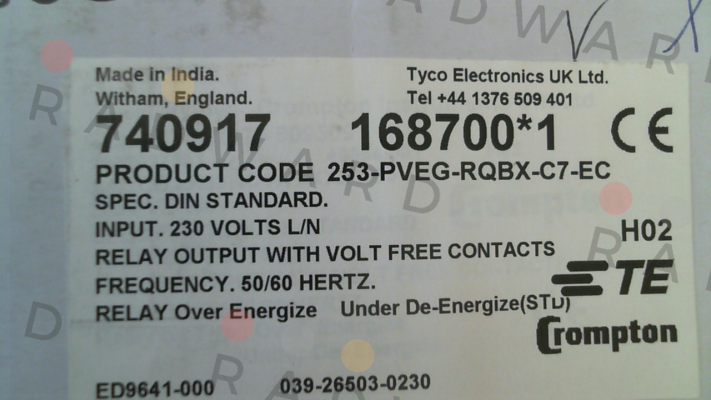 Made in India. Tyco Electronics UK Ltd.
Witham, England. Tel +44 1376 509 401
740917 168700*1 CE
PRODUCT CODE 253-PVEG-RQBX-C7-EC
SPEC. DIN STANDARD.
INPUT. 230 VOLTS L/N
H02
RELAY OUTPUT WITH VOLT FREE CONTACTS
TE
FREQUENCY. 50/60 HERTZ.
RELAY Over Energize Under De-Energize(STD)
Crompton
ED9641-000 039-26503-0230
RADWARD
RADWARD